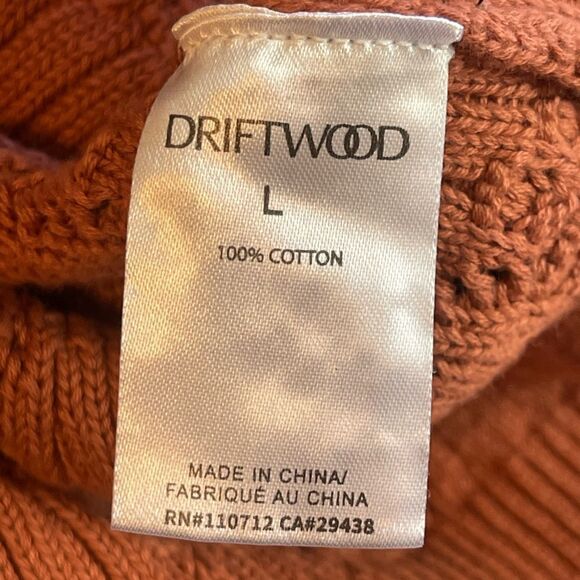 DRIFTWOOD
L
100% COTTON
MADE IN CHINA/
FABRIQUÉ AU CHINA
RN#110712 CA#29438